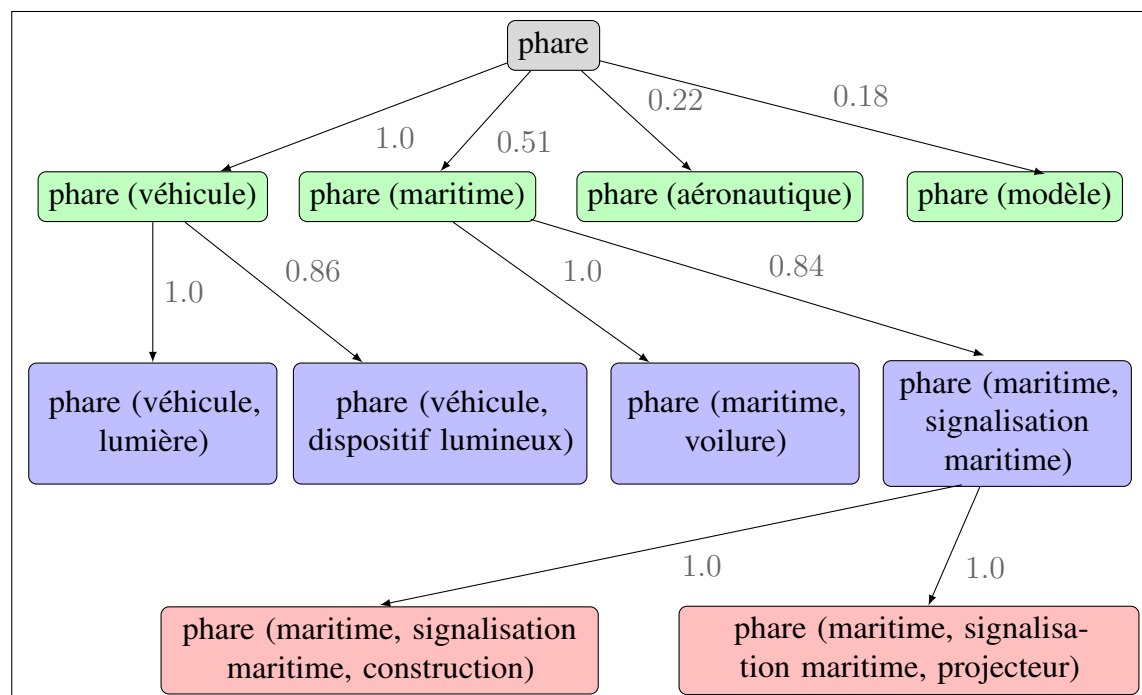 phare
1.0
0.51
0.22
0.18
phare (véhicule)
phare (maritime)
phare (aéronautique)
phare (modèle)
1.0
0.86
1.0
0.84
phare (véhicule,
lumière)
phare (véhicule,
dispositif lumineux)
phare (maritime,
voilure)
phare (maritime,
signalisation
maritime)
1.0
1.0
phare (maritime, signalisation
maritime, construction)
phare (maritime, signalisa-
tion maritime, projecteur)